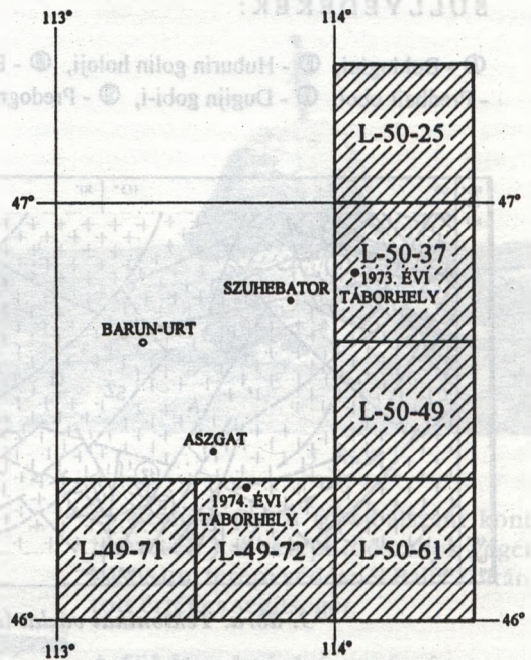 113° 114°
L-50-25
47° 47°
L-50-37
1973. ÉVI
TÁBORHELY
SZUHEBATOR
BARUN-URT
L-50-49
ASZGAT
1974. ÉVI
TÁBORHELY
L-49-71 L-49-72 L-50-61
46° 46°
113° 114°